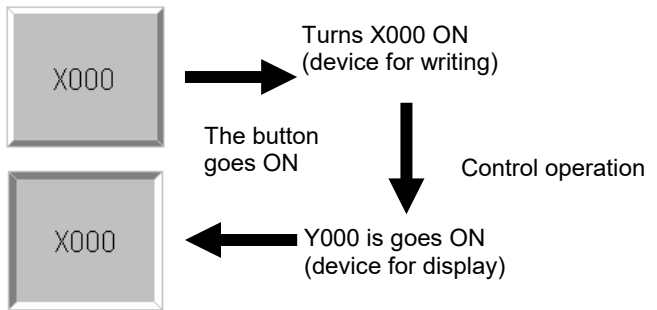 X000
Turns X000 ON
(device for writing)
The button
goes ON
Control operation
X000
Y000 is goes ON
(device for display)